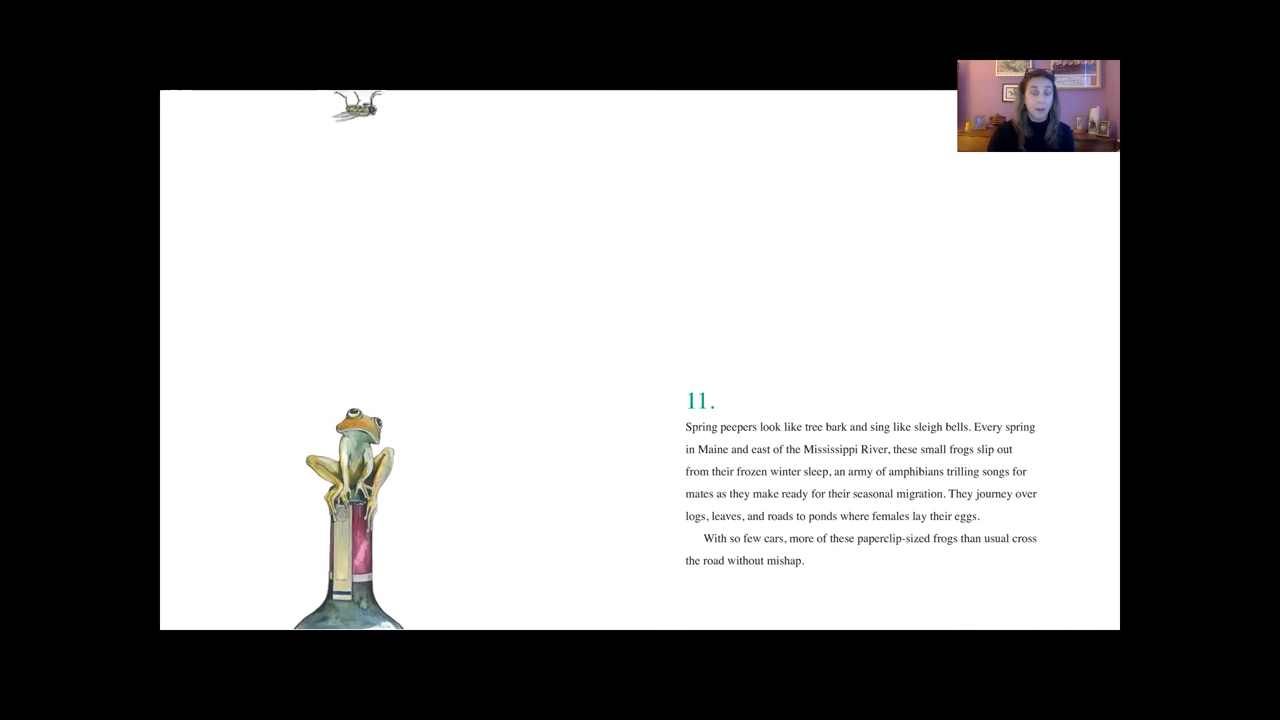 11.
Spring peepers look like tree bark and sing like sleigh bells. Every spring
in Maine and east of the Mississippi River, these small frogs slip out
from their frozen winter sleep, an army of amphibians trilling songs for
mates as they make ready for their seasonal migration. They journey over
logs, leaves, and roads to ponds where females lay their eggs.
With so few cars, more of these paperclip-sized frogs than usual cross
the road without mishap.